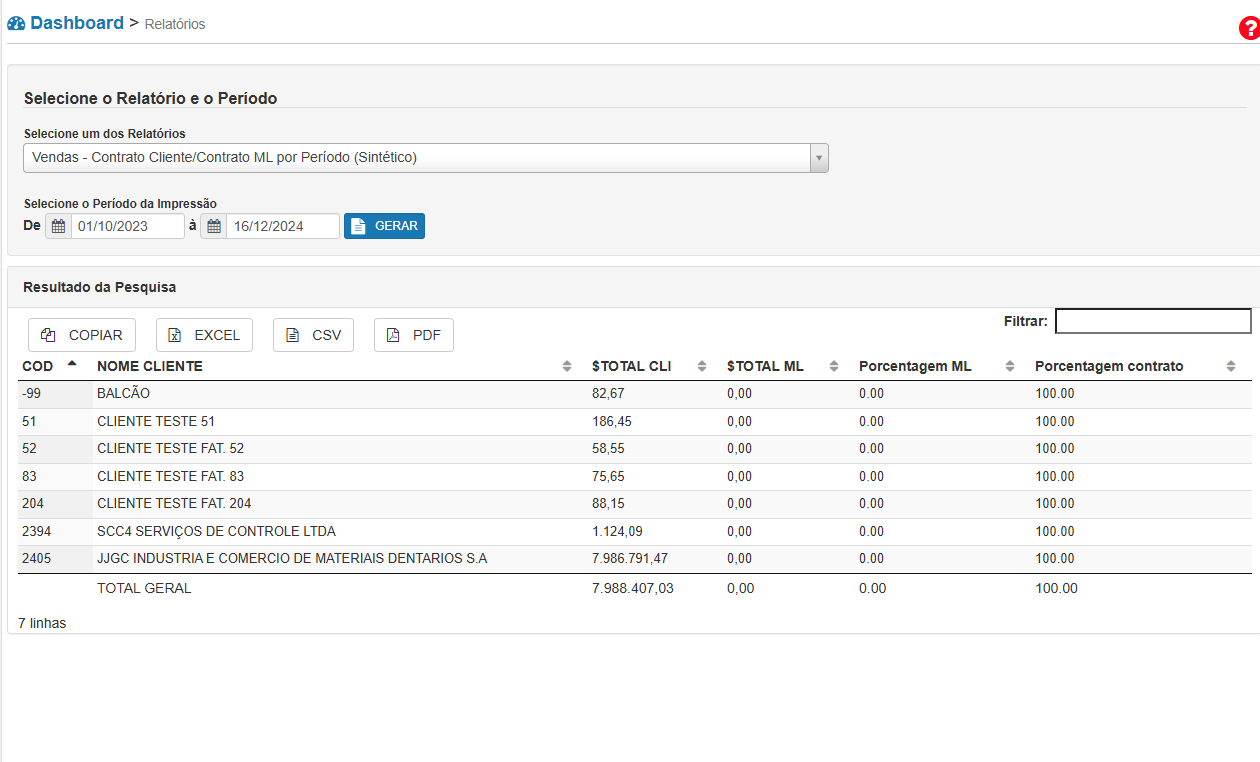 Dashboard > Relatórios
?
Selecione o Relatório e o Período
Selecione um dos Relatórios
Vendas - Contrato Cliente/Contrato ML por Período (Sintético)
Selecione o Período da Impressão
De 01/10/2023 à 16/12/2024 GERAR
Resultado da Pesquisa
COPIAR EXCEL CSV PDF Filtrar:
COD NOME CLIENTE $TOTAL CLI $TOTAL ML Porcentagem ML Porcentagem contrato
-99 BALCÃO 82,67 0,00 0.00 100.00
51 CLIENTE TESTE 51 186,45 0,00 0.00 100.00
52 CLIENTE TESTE FAT. 52 58,55 0,00 0.00 100.00
83 CLIENTE TESTE FAT. 83 75,65 0,00 0.00 100.00
204 CLIENTE TESTE FAT. 204 88,15 0,00 0.00 100.00
2394 SCC4 SERVIÇOS DE CONTROLE LTDA 1.124,09 0,00 0.00 100.00
2405 JJGC INDUSTRIA E COMERCIO DE MATERIAIS DENTARIOS S.A 7.986.791,47 0,00 0.00 100.00
TOTAL GERAL 7.988.407,03 0,00 0.00 100.00
7 linhas